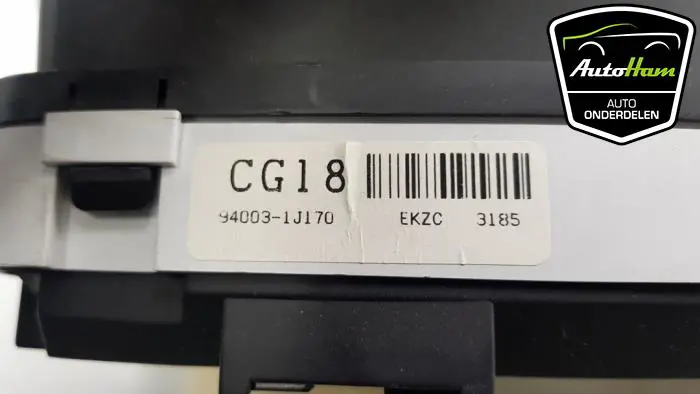 AutoHam
AUTO
ONDERDELEN
CG18
94003-1J170 EKZC 3185